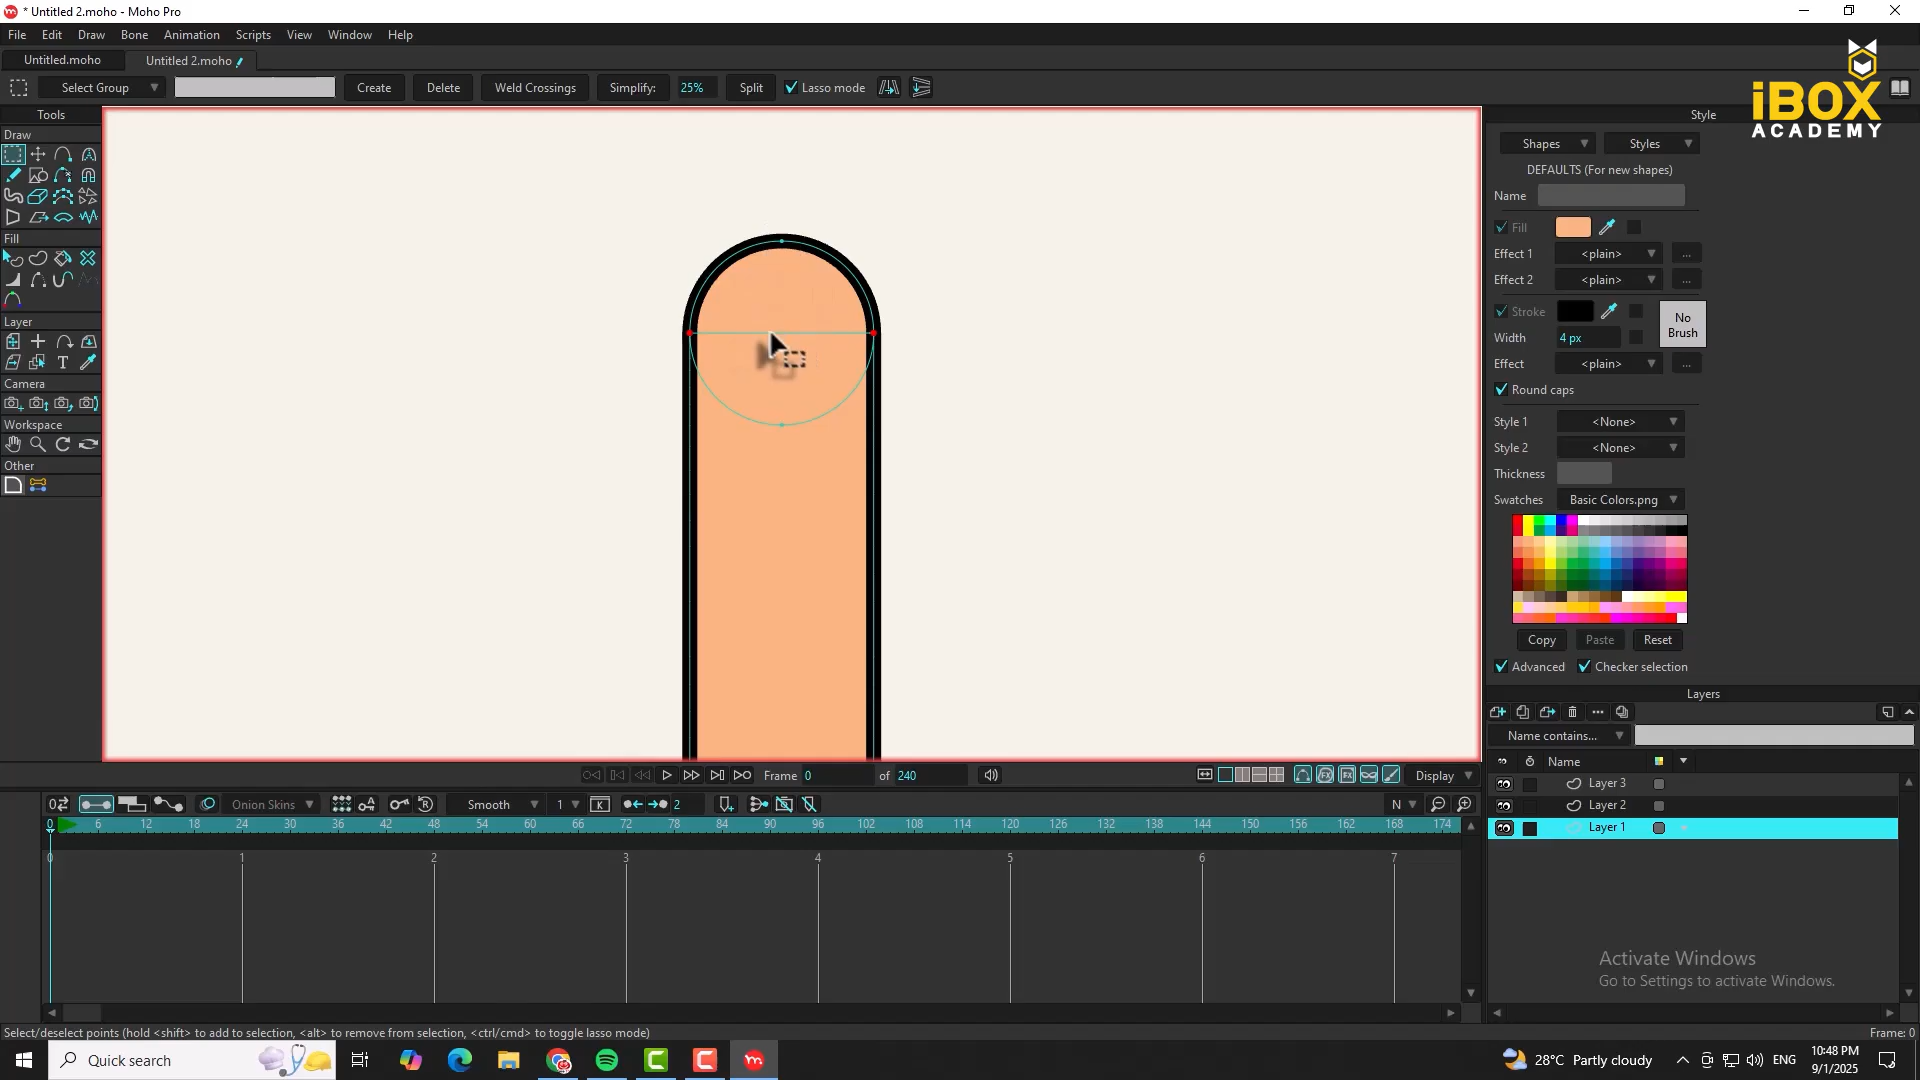 * Untitled 2.moho - Moho Pro
File Edit Draw Bone Animation Scripts View Window Help
Untitled.moho
Untitled 2.moho
Select Group
Create
Delete
Weld Crossings
Simplify:
25%
Split
Lasso mode
iBOX
ACADEMY
Tools
Draw
Fill
Layer
T
Camera
Workspace
Other
Style
Shapes
Styles
DEFAULTS (For new shapes)
Name
Fill
Effect 1
<plain>
...
Effect 2
<plain>
...
Stroke
No
Brush
Width
4 px
Effect
<plain>
...
Round caps
Style 1
<None>
Style 2
<None>
Thickness
Swatches
Basic Colors.png
Copy
Paste
Reset
Advanced
Checker selection
Layers
Name contains...
Name
Layer 3
Layer 2
Layer 1
Frame
0
of
240
Display
Onion Skins
Smooth
1
K
2
N
0 6 12 18 24 30 36 42 48 54 60 66 72 78 84 90 96 102 108 114 120 126 132 138 144 150 156 162 168 174
0 1 2 3 4 5 6 7
Activate Windows
Go to Settings to activate Windows.
Select/deselect points (hold <shift> to add to selection, <alt> to remove from selection, <ctrl/cmd> to toggle lasso mode)
Frame: 0
Quick search
28°C Partly cloudy
ENG
10:48 PM
9/1/2025